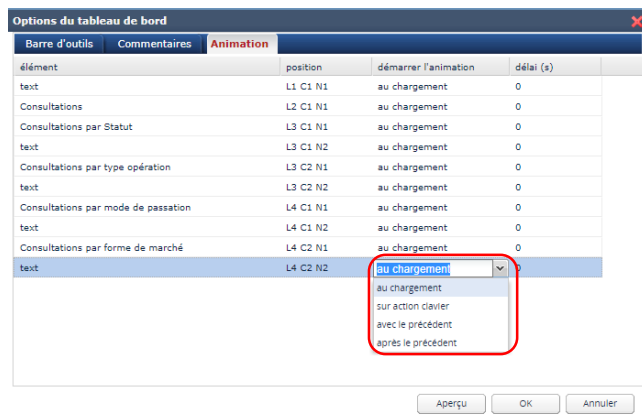 Options du tableau de bord
Barre d'outils Commentaires Animation
élément position démarrer l'animation délai (s)
text L1 C1 N1 au chargement 0
Consultations L2 C1 N1 au chargement 0
Consultations par Statut L3 C1 N1 au chargement 0
text L3 C1 N2 au chargement 0
Consultations par type opération L3 C2 N1 au chargement 0
text L3 C2 N2 au chargement 0
Consultations par mode de passation L4 C1 N1 au chargement 0
text L4 C1 N2 au chargement 0
Consultations par forme de marché L4 C2 N1 au chargement 0
text L4 C2 N2 au chargement 0
au chargement
sur action clavier
avec le précédent
après le précédent
Aperçu OK Annuler